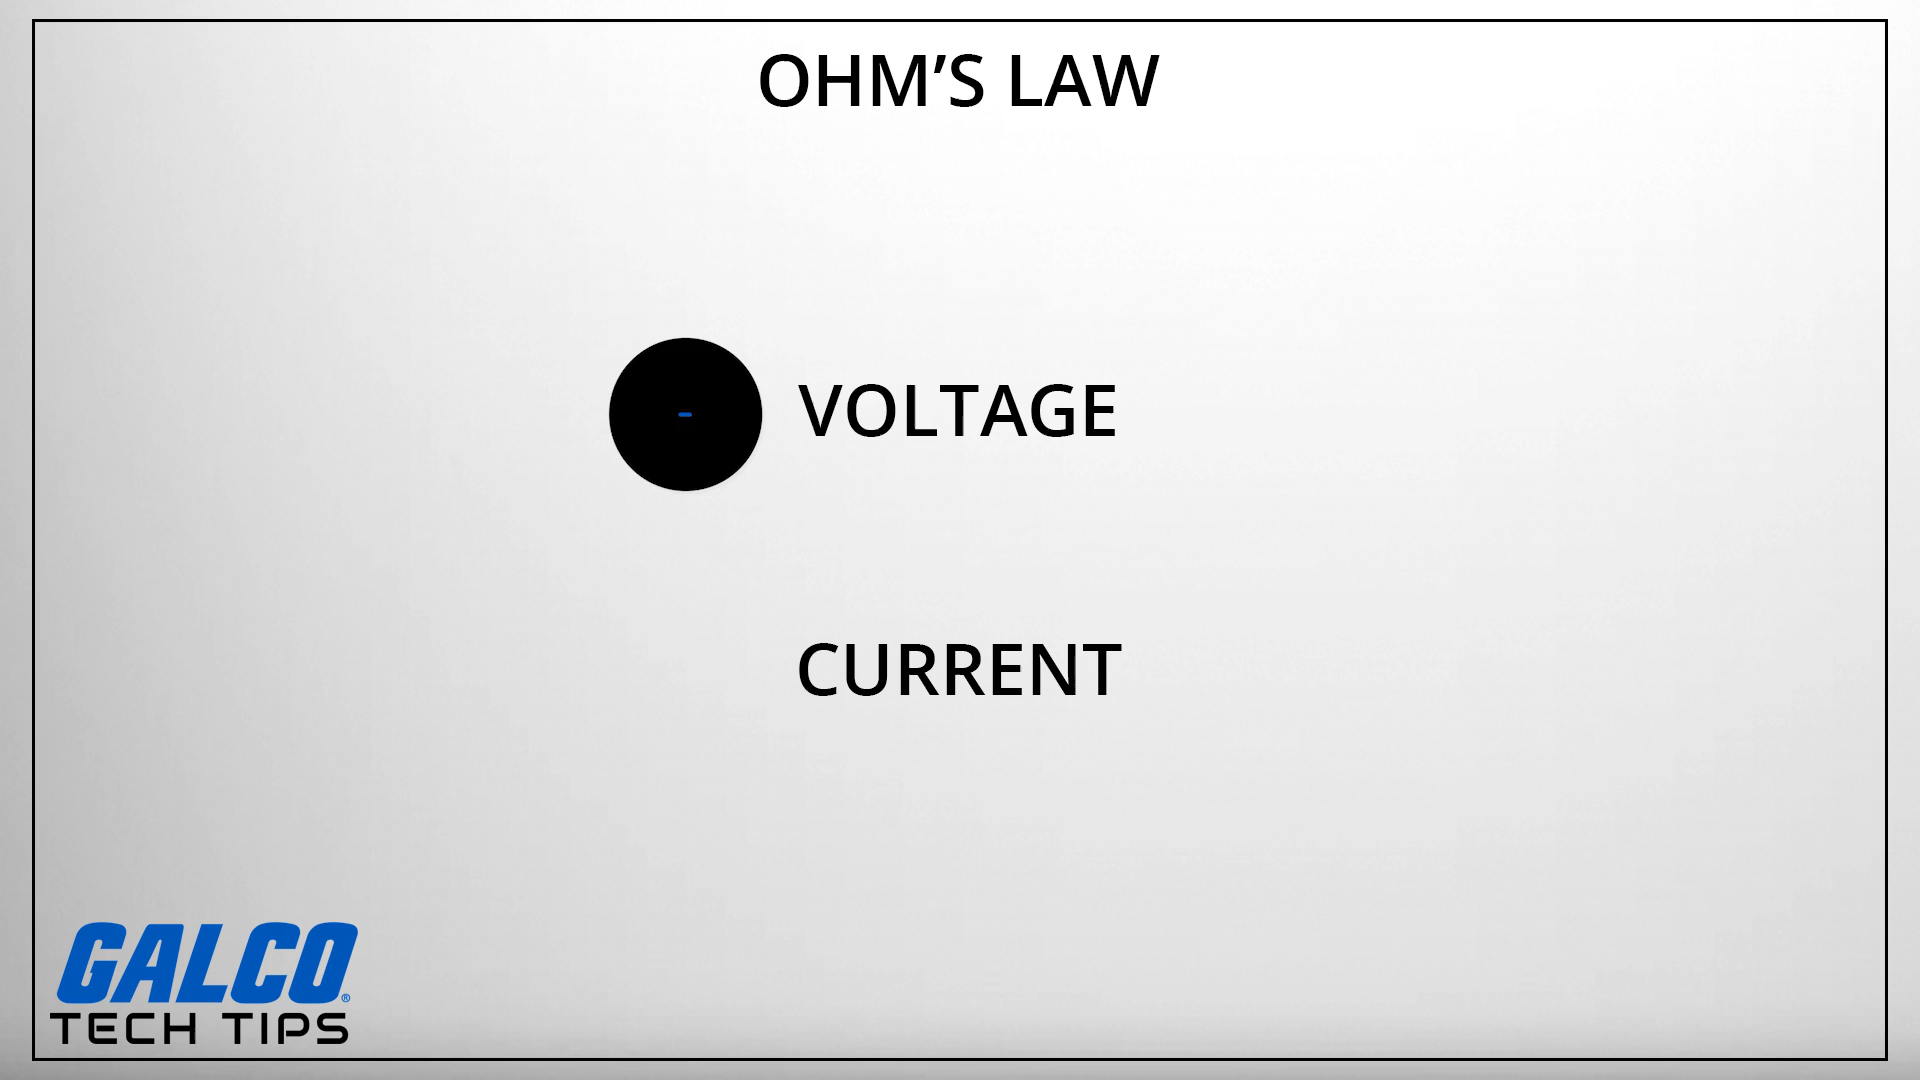 OHM’S LAW
-
VOLTAGE
CURRENT
GALCO®
TECH TIPS